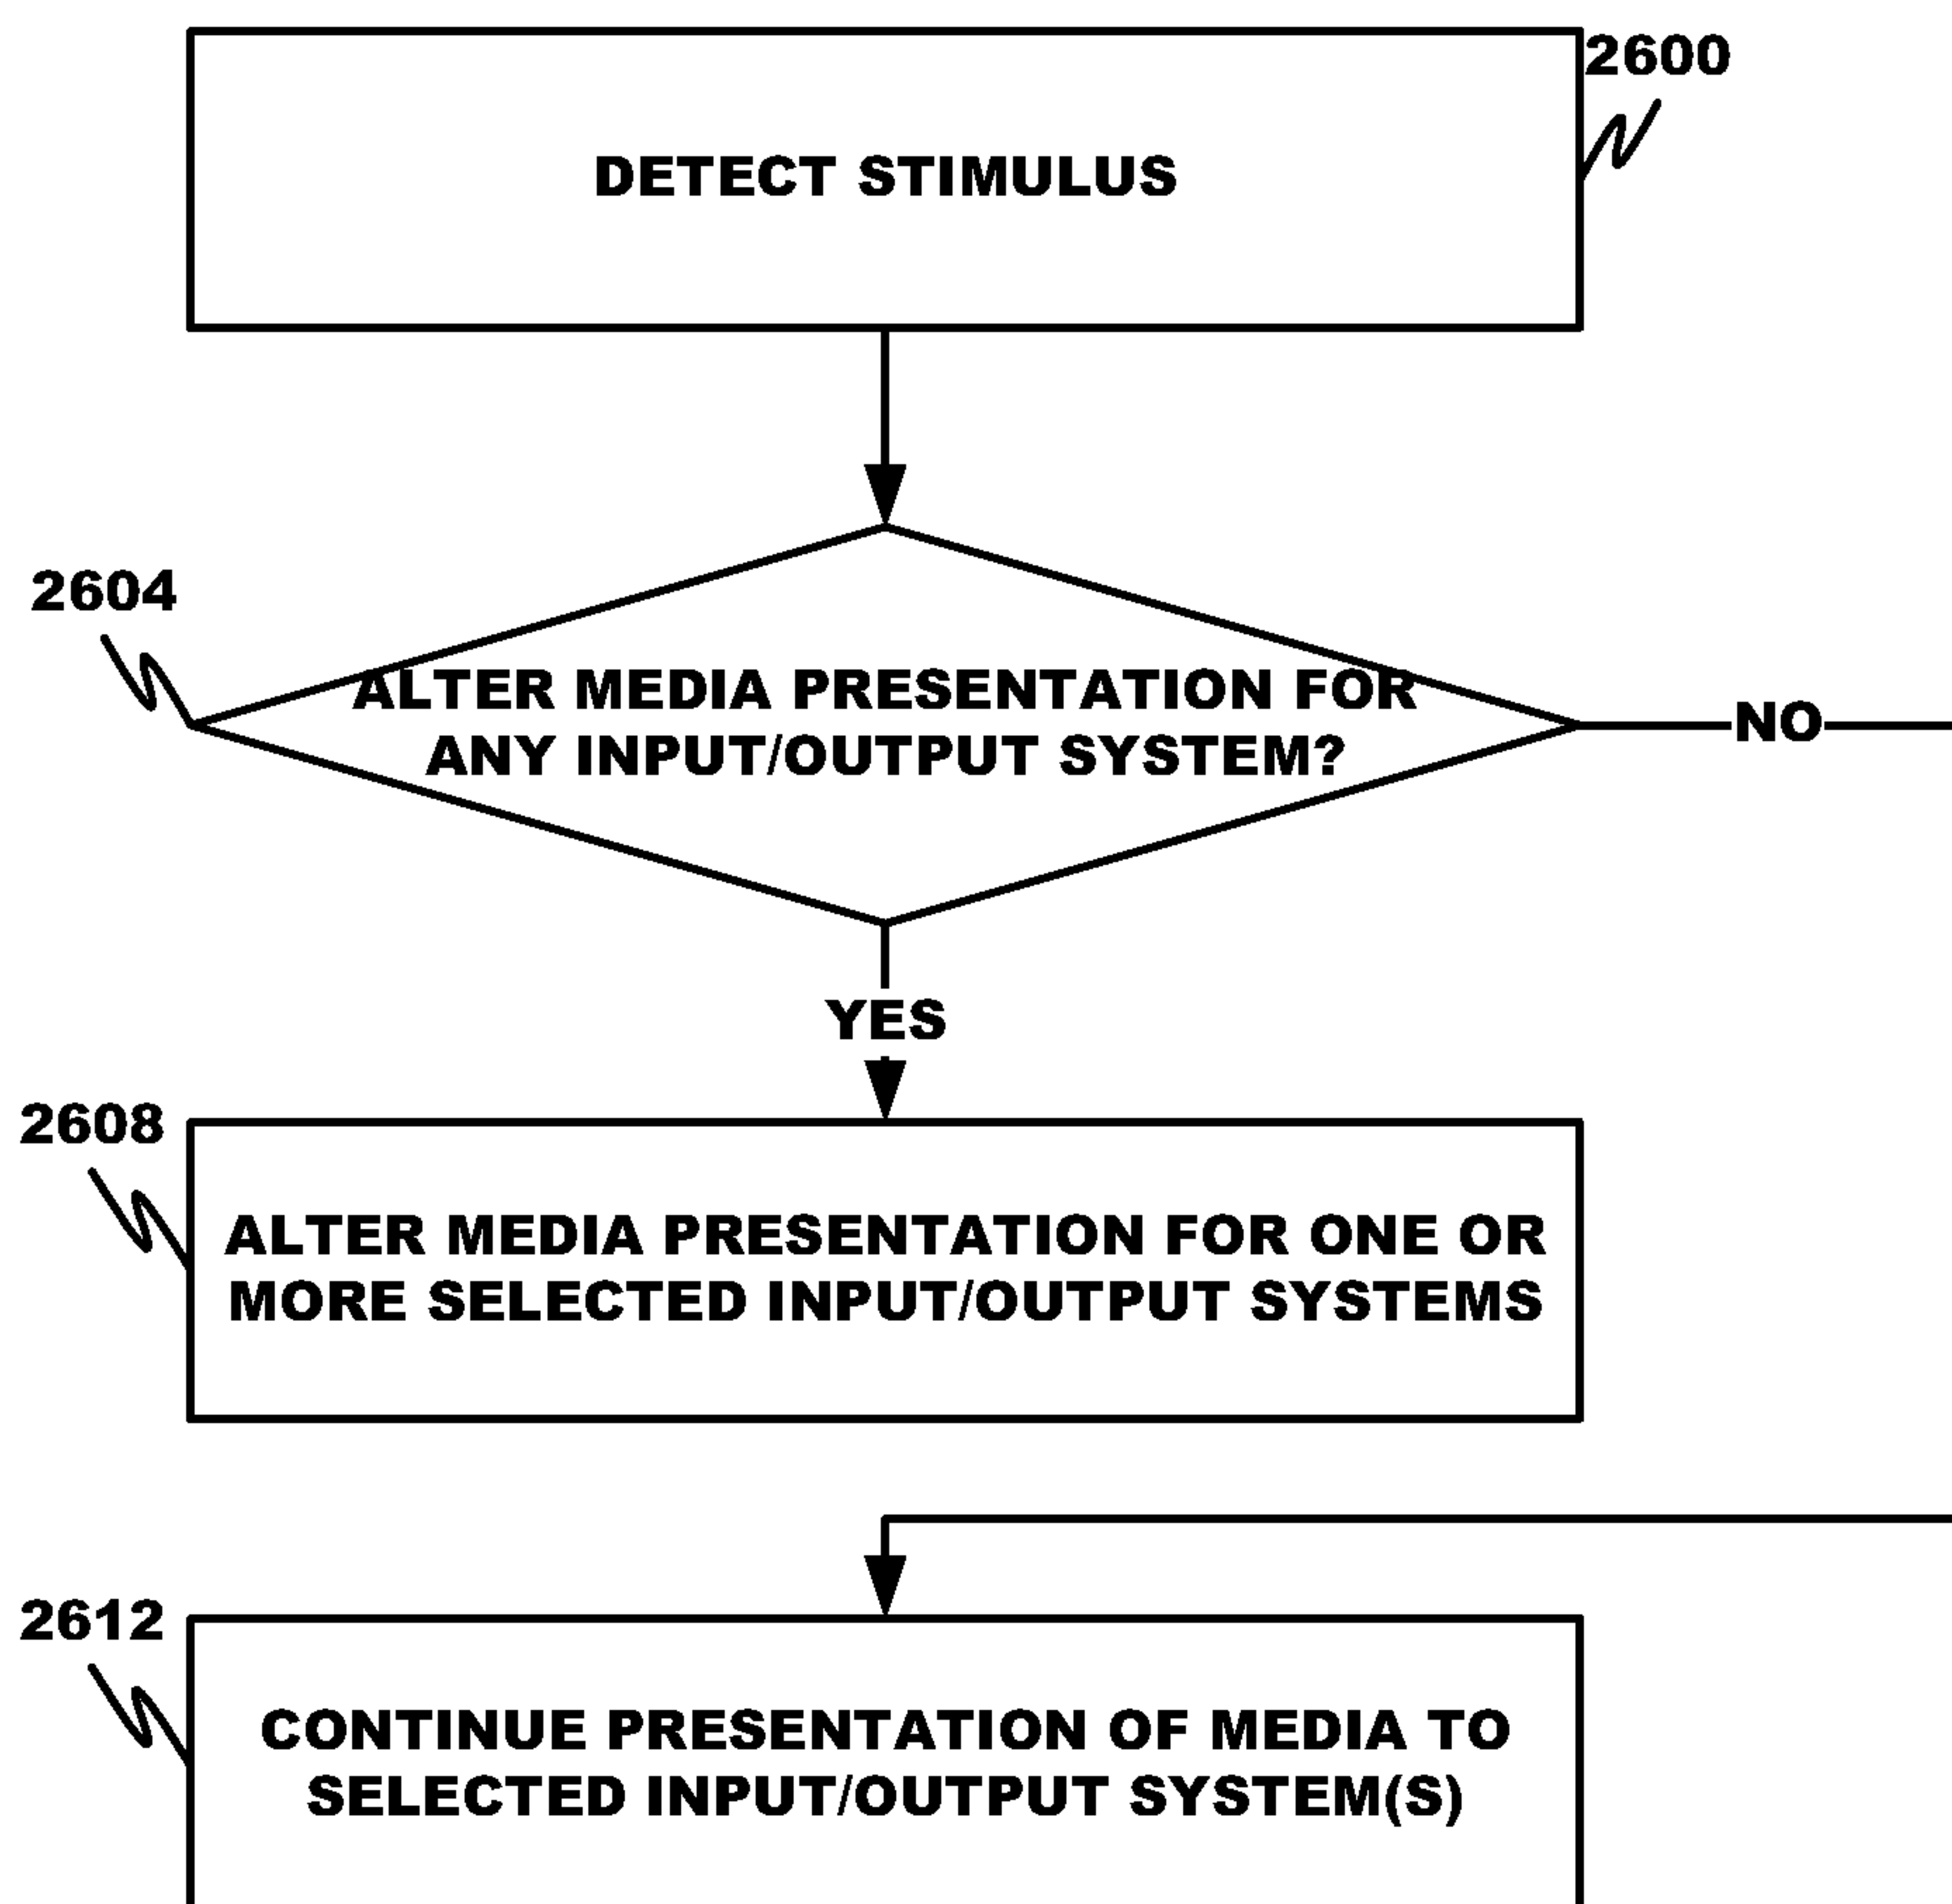 2600
DETECT STIMULUS
2604
ALTER MEDIA PRESENTATION FOR
ANY INPUT/OUTPUT SYSTEM?
NO
YES
2608
ALTER MEDIA PRESENTATION FOR ONE OR
MORE SELECTED INPUT/OUTPUT SYSTEMS
2612
CONTINUE PRESENTATION OF MEDIA TO
SELECTED INPUT/OUTPUT SYSTEM(S)